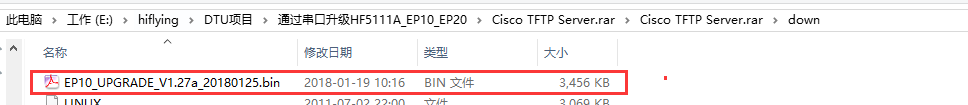 此电脑 > 工作 (E:) > hiflying > DTU项目 > 通过串口升级HF5111A_EP10_EP20 > Cisco TFTP Server.rar > Cisco TFTP Server.rar > down
名称 修改日期 类型 大小
EP10_UPGRADE_V1.27a_20180125.bin 2018-01-19 10:16 BIN 文件 3,456 KB
LINUX 2011-07-02 22:00 文件 3,069 KB